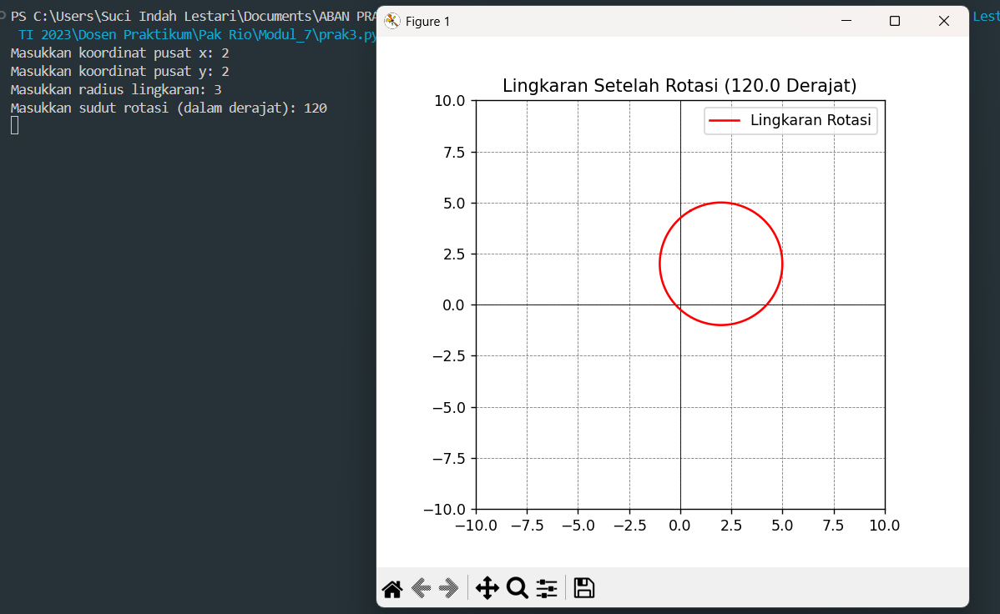 PS C:\Users\Suci Indah Lestari\Documents\ABAN PRA
Lest
TI 2023\Dosen Praktikum\Pak Rio\Modul_7\prak3.py
Masukkan koordinat pusat x: 2
Masukkan koordinat pusat y: 2
Masukkan radius lingkaran: 3
Masukkan sudut rotasi (dalam derajat): 120
Figure 1
Lingkaran Setelah Rotasi (120.0 Derajat)
Lingkaran Rotasi
10.0
7.5
5.0
2.5
0.0
−2.5
−5.0
−7.5
−10.0
−10.0 −7.5 −5.0 −2.5 0.0 2.5 5.0 7.5 10.0